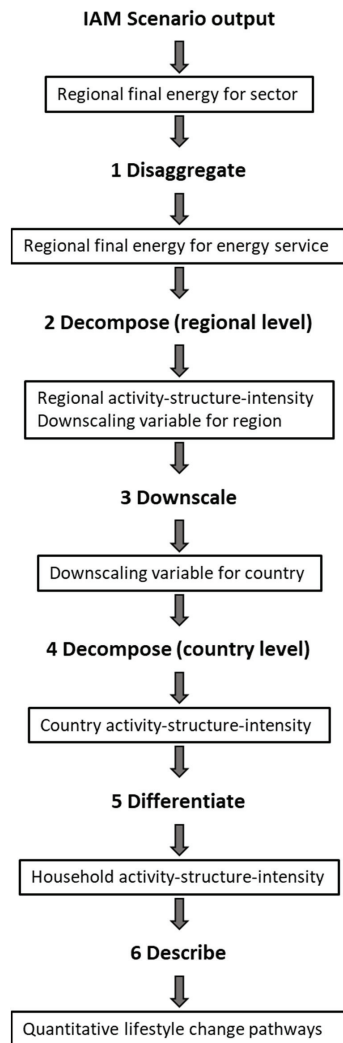 IAM Scenario output
Regional final energy for sector
1 Disaggregate
Regional final energy for energy service
2 Decompose (regional level)
Regional activity-structure-intensity
Downscaling variable for region
3 Downscale
Downscaling variable for country
4 Decompose (country level)
Country activity-structure-intensity
5 Differentiate
Household activity-structure-intensity
6 Describe
Quantitative lifestyle change pathways